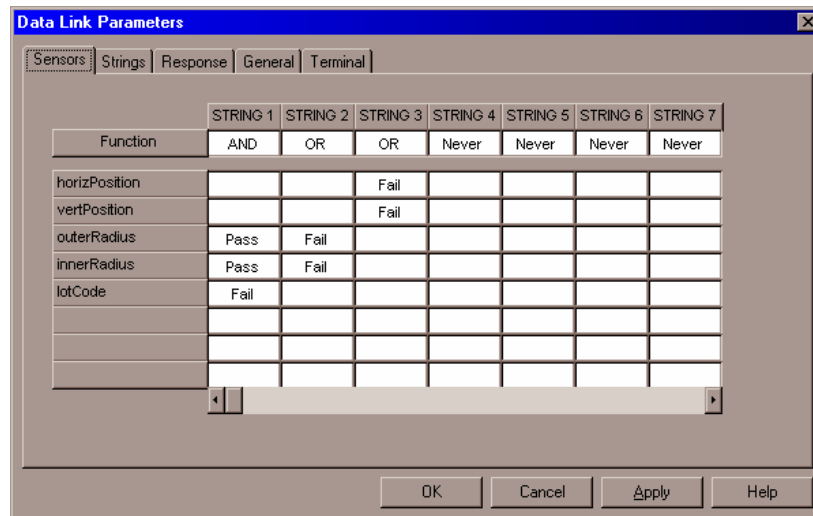 Data Link Parameters
Sensors Strings Response General Terminal
STRING 1 STRING 2 STRING 3 STRING 4 STRING 5 STRING 6 STRING 7
Function AND OR OR Never Never Never Never
horizPosition Fail
vertPosition Fail
outerRadius Pass Fail
innerRadius Pass Fail
lotCode Fail
OK Cancel Apply Help